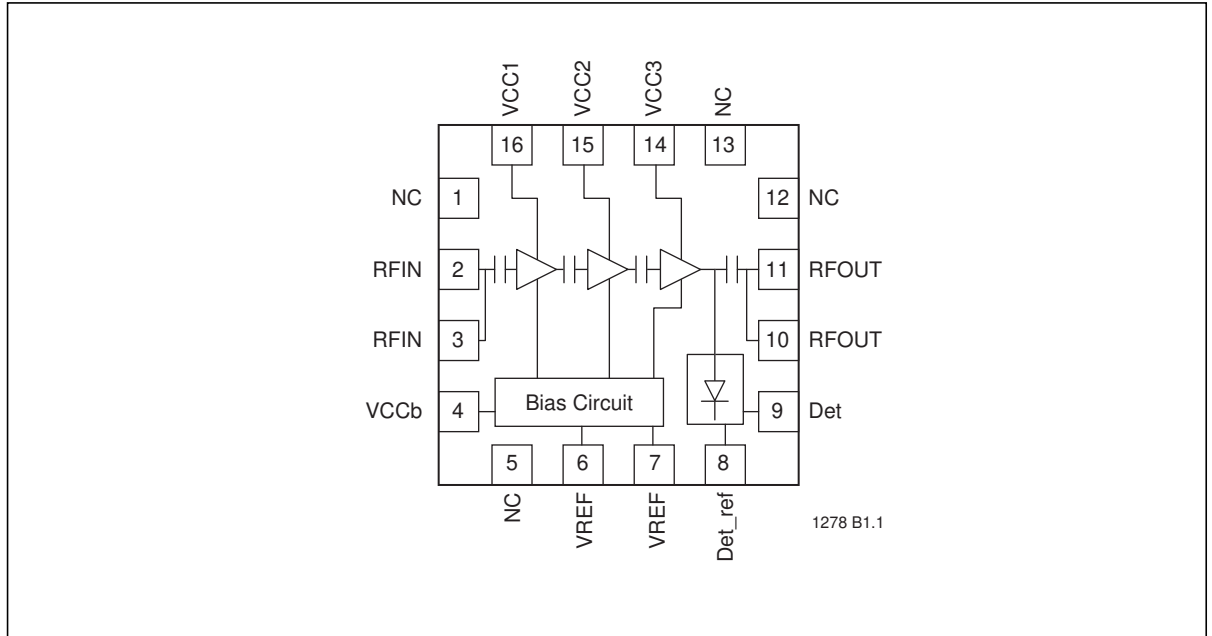 VCC1
VCC2
VCC3
NC
16
15
14
13
NC
1
12
NC
RFIN
2
11
RFOUT
RFIN
3
10
RFOUT
VCCb
4
Bias Circuit
9
Det
5
6
7
8
NC
VREF
VREF
Det_ref
1278 B1.1